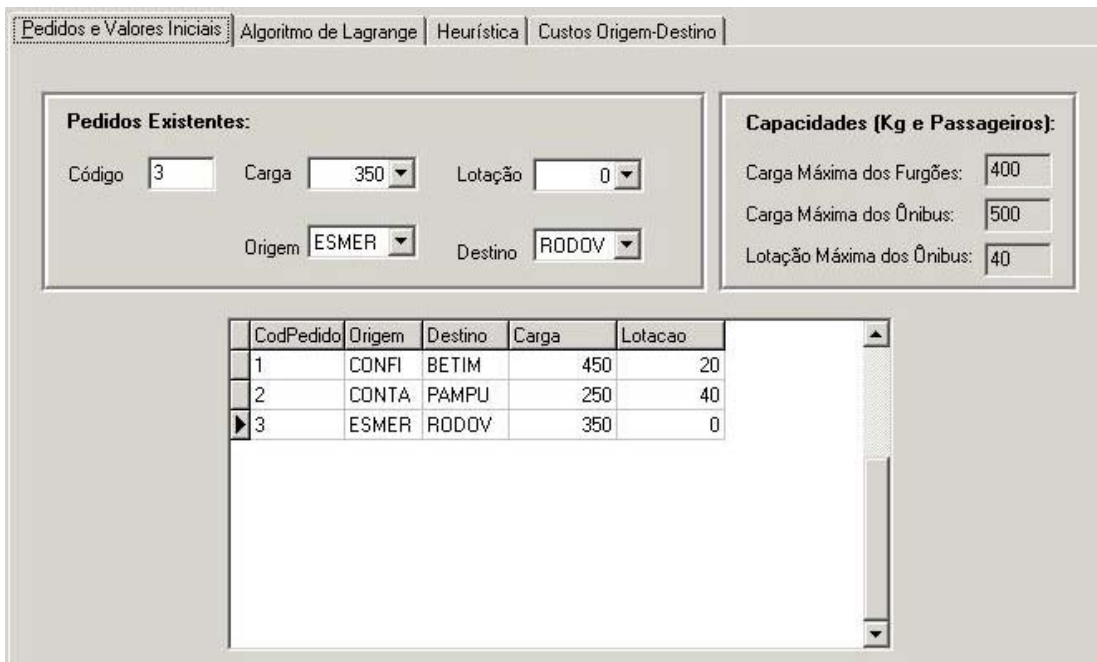 Pedidos e Valores Iniciais Algoritmo de Lagrange Heurística Custos Origem-Destino
Pedidos Existentes:
Código 3 Carga 350 Lotação 0
Origem ESMER Destino RODOV
Capacidades (Kg e Passageiros):
Carga Máxima dos Furgões: 400
Carga Máxima dos Ônibus: 500
Lotação Máxima dos Ônibus: 40
CodPedido Origem Destino Carga Lotacao
1 CONFI BETIM 450 20
2 CONTA PAMPU 250 40
3 ESMER RODOV 350 0